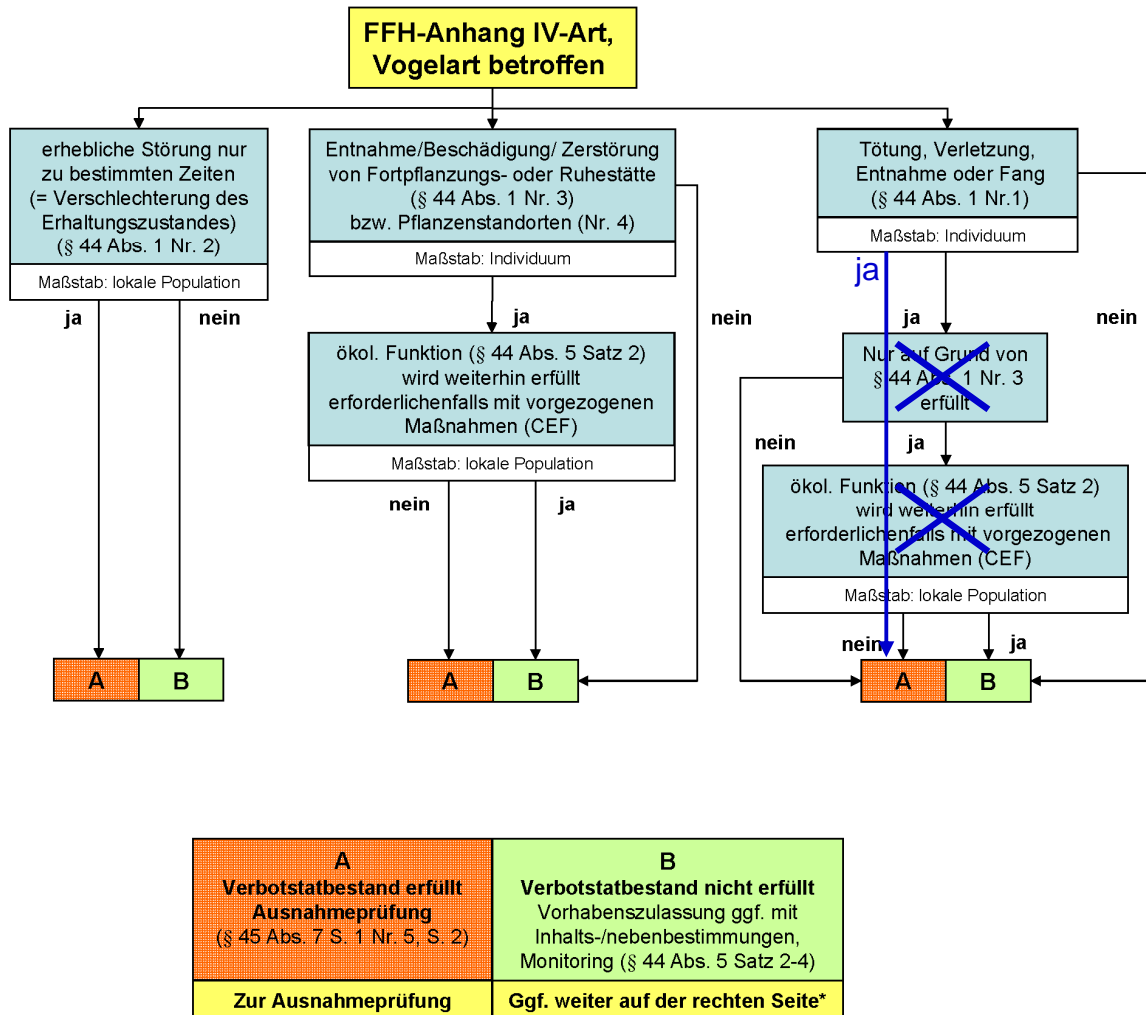 FFH-Anhang IV-Art,
Vogelart betroffen
erhebliche Störung nur
zu bestimmten Zeiten
(= Verschlechterung des
Erhaltungszustandes)
(§ 44 Abs. 1 Nr. 2)
Maßstab: lokale Population
ja
nein
A
B
Entnahme/Beschädigung/ Zerstörung
von Fortpflanzungs- oder Ruhestätte
(§ 44 Abs. 1 Nr. 3)
bzw. Pflanzenstandorten (Nr. 4)
Maßstab: Individuum
ja
nein
ökol. Funktion (§ 44 Abs. 5 Satz 2)
wird weiterhin erfüllt
erforderlichenfalls mit vorgezogenen
Maßnahmen (CEF)
Maßstab: lokale Population
nein
ja
A
B
Tötung, Verletzung,
Entnahme oder Fang
(§ 44 Abs. 1 Nr.1)
Maßstab: Individuum
ja
ja
nein
Nur auf Grund von
§ 44 Abs. 1 Nr. 3
erfüllt
nein
ja
ökol. Funktion (§ 44 Abs. 5 Satz 2)
wird weiterhin erfüllt
erforderlichenfalls mit vorgezogenen
Maßnahmen (CEF)
Maßstab: lokale Population
nein
ja
A
B
A
Verbotstatbestand erfüllt
Ausnahmeprüfung
(§ 45 Abs. 7 S. 1 Nr. 5, S. 2)
Zur Ausnahmeprüfung
B
Verbotstatbestand nicht erfüllt
Vorhabenszulassung ggf. mit
Inhalts-/nebenbestimmungen,
Monitoring (§ 44 Abs. 5 Satz 2-4)
Ggf. weiter auf der rechten Seite*